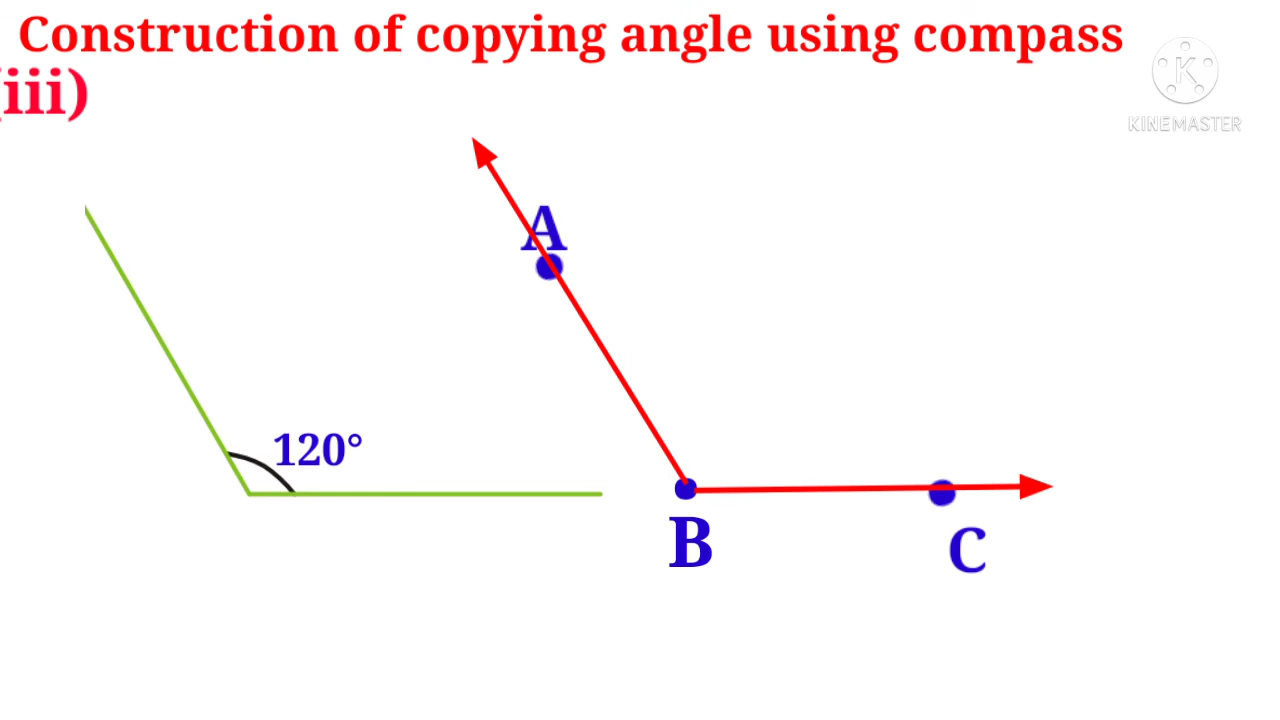 Construction of copying angle using compass
(iii)
K
KINEMASTER
A
120°
B
C